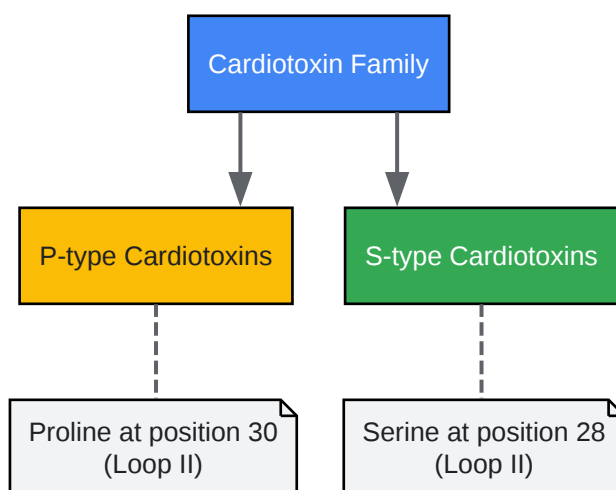 Cardiotoxin Family
P-type Cardiotoxins
S-type Cardiotoxins
Proline at position 30
(Loop II)
Serine at position 28
(Loop II)